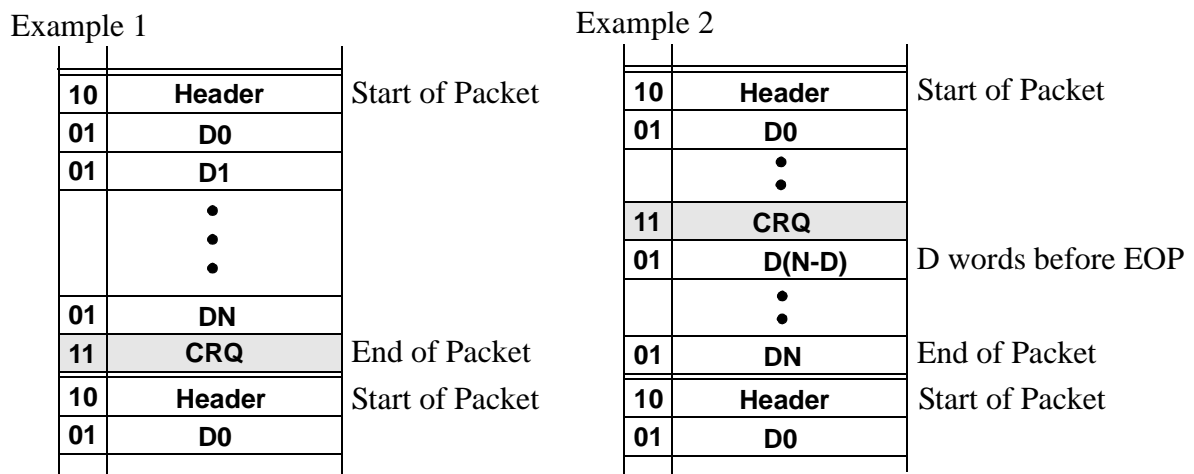 Example 1
10 Header Start of Packet
01 D0
01 D1
01 DN
11 CRQ End of Packet
10 Header Start of Packet
01 D0
Example 2
10 Header Start of Packet
01 D0
11 CRQ
01 D(N-D) D words before EOP
01 DN End of Packet
10 Header Start of Packet
01 D0